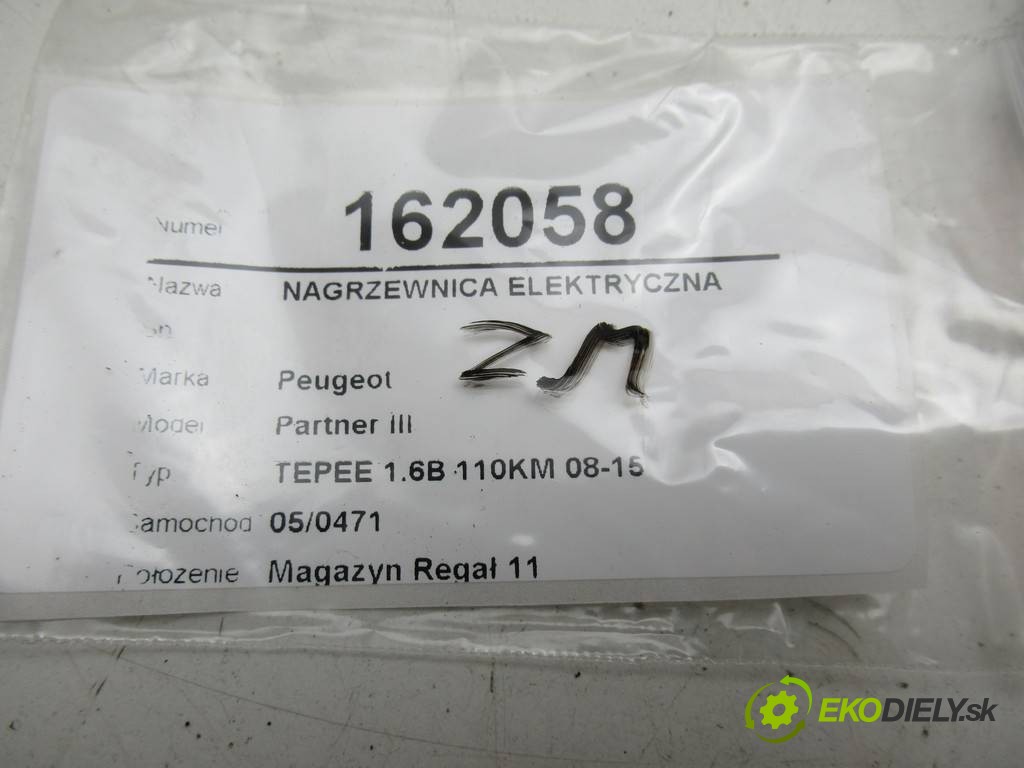 Numer 162058
Nazwa NAGRZEWNICA ELEKTRYCZNA
ZM
Marka Peugeot
Model Partner III
Typ TEPEE 1.6B 110KM 08-15
Samochod 05/0471
Położenie Magazyn Regał 11
EKODIELY.sk